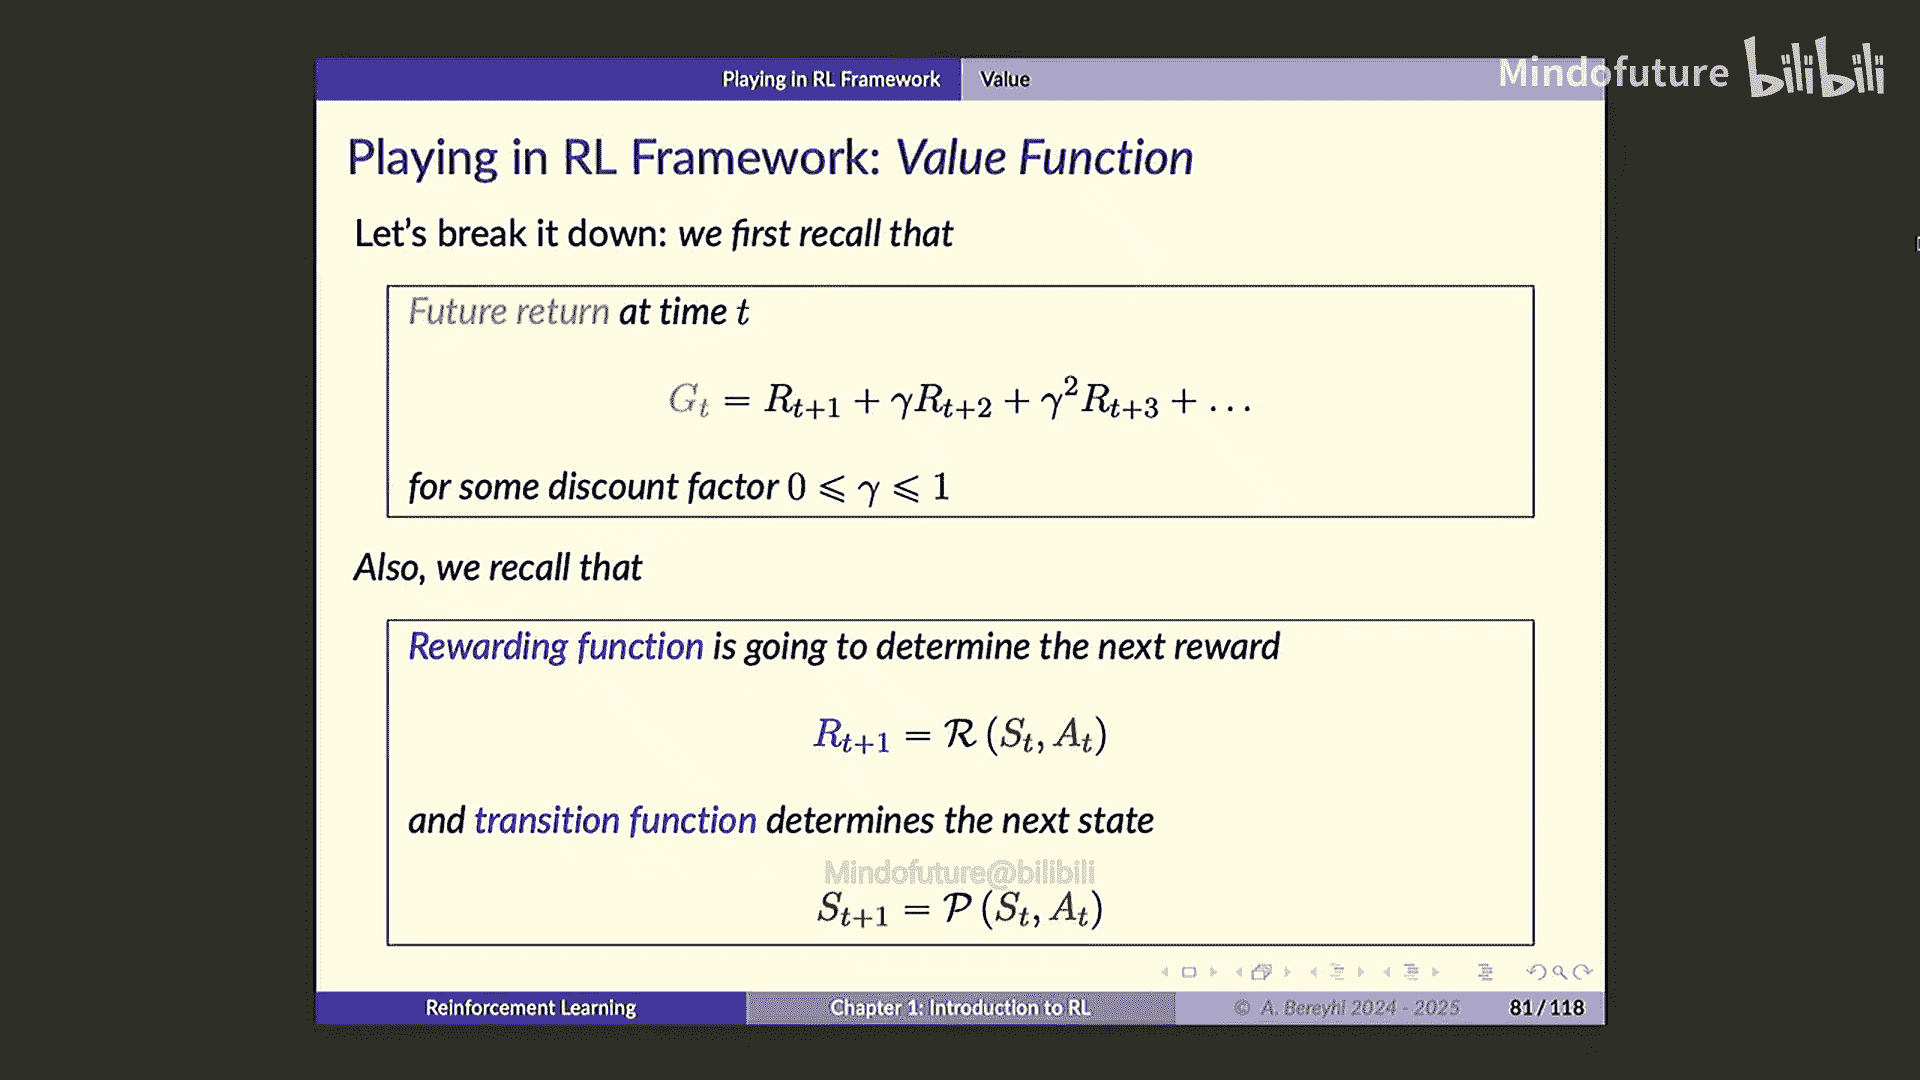 Playing in RL Framework Value
Mindofuture bilibili
Playing in RL Framework: Value Function
Let's break it down: we first recall that
Future return at time t
G_t = R_{t+1} + γR_{t+2} + γ^2R_{t+3} + ...
for some discount factor 0 ⩽ γ ⩽ 1
Also, we recall that
Rewarding function is going to determine the next reward
R_{t+1} = ℛ (S_t, A_t)
and transition function determines the next state
Mindofuture@bilibili
S_{t+1} = 𝒫 (S_t, A_t)
Reinforcement Learning Chapter 1: Introduction to RL © A. Bereyhi 2024 - 2025 81 / 118